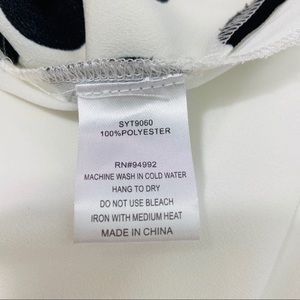 SYT9060
100%POLYESTER
RN#94992
MACHINE WASH IN COLD WATER
HANG TO DRY
DO NOT USE BLEACH
IRON WITH MEDIUM HEAT
MADE IN CHINA